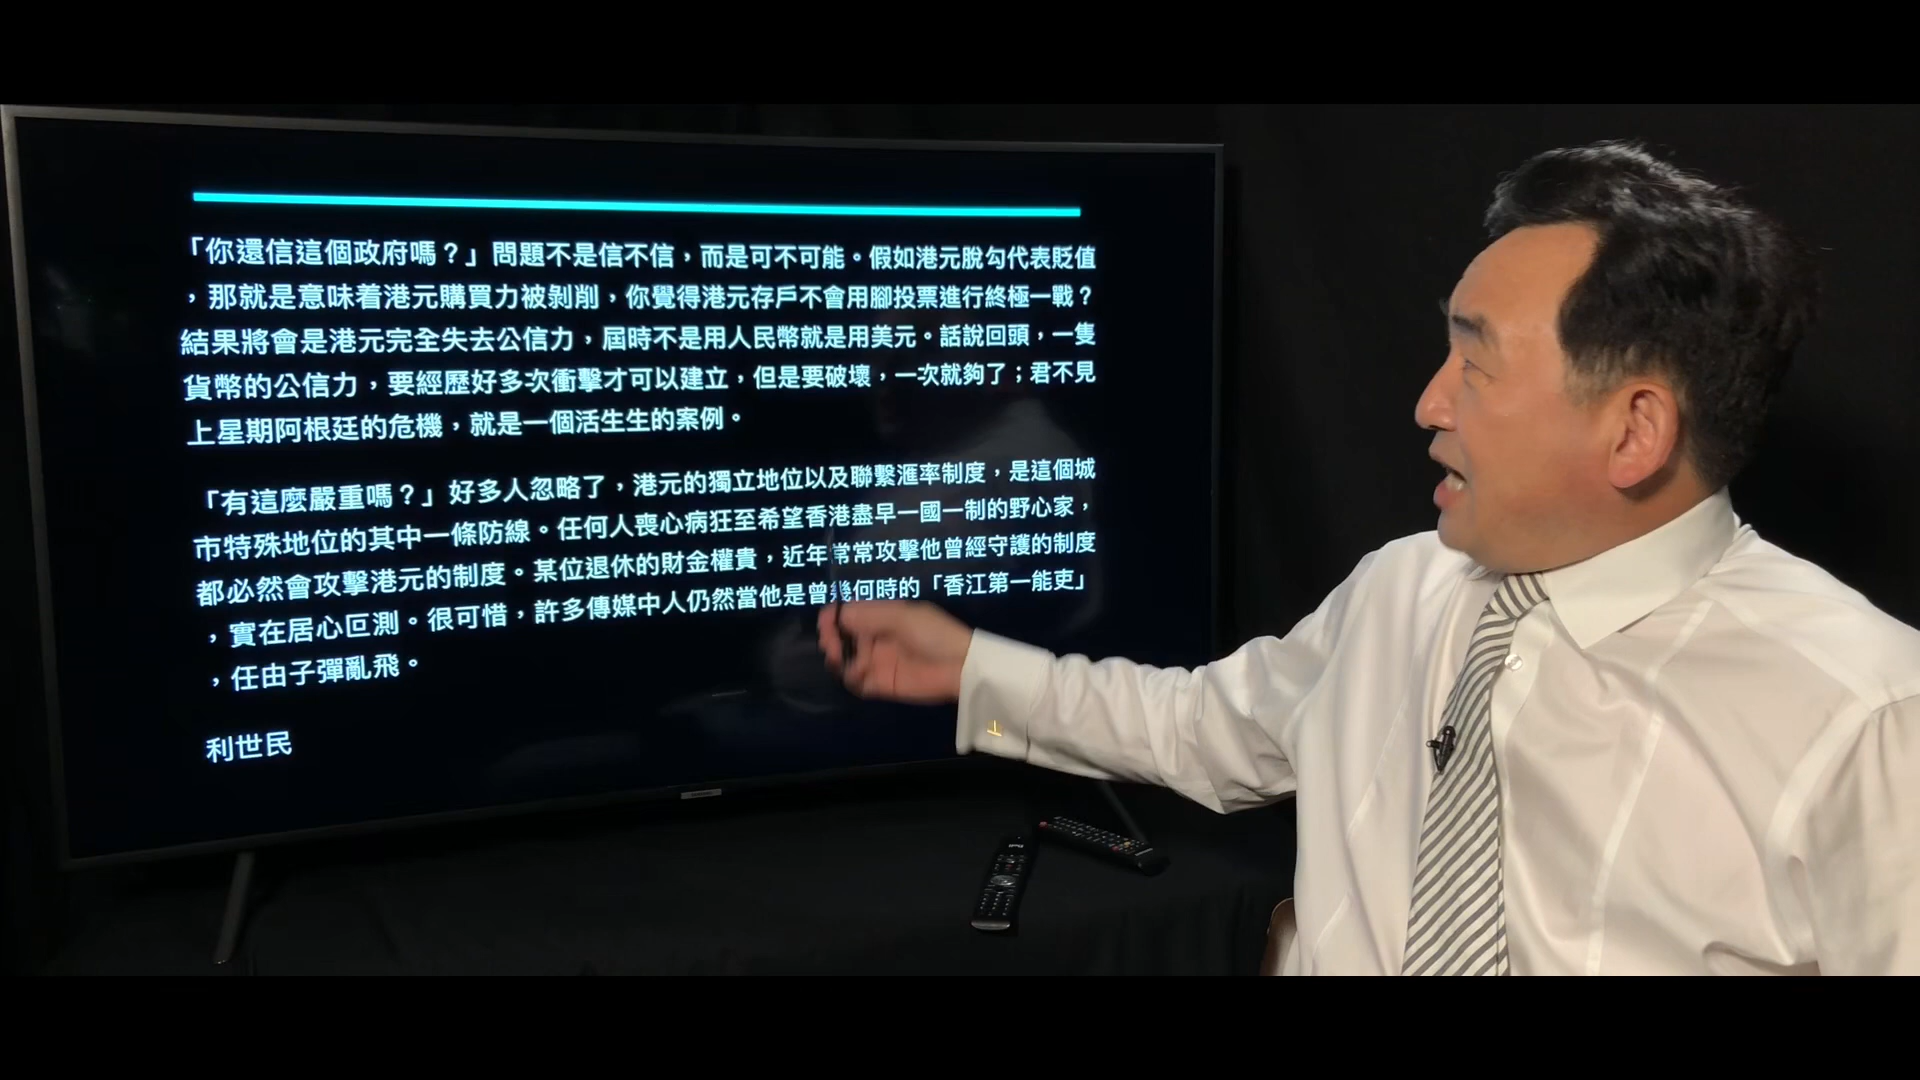 「你還信這個政府嗎？」問題不是信不信，而是可不可能。假如港元脫勾代表貶值
，那就是意味着港元購買力被剝削，你覺得港元存戶不會用腳投票進行終極一戰？
結果將會是港元完全失去公信力，屆時不是用人民幣就是用美元。話說回頭，一隻
貨幣的公信力，要經歷好多次衝擊才可以建立，但是要破壞，一次就夠了；君不見
上星期阿根廷的危機，就是一個活生生的案例。
「有這麼嚴重嗎？」好多人忽略了，港元的獨立地位以及聯繫滙率制度，是這個城
市特殊地位的其中一條防線。任何人喪心病狂至希望香港盡早一國一制的野心家，
都必然會攻擊港元的制度。某位退休的財金權貴，近年常常攻擊他曾經守護的制度
，實在居心叵測。很可惜，許多傳媒中人仍然當他是曾幾何時的「香江第一能吏」
，任由子彈亂飛。
利世民